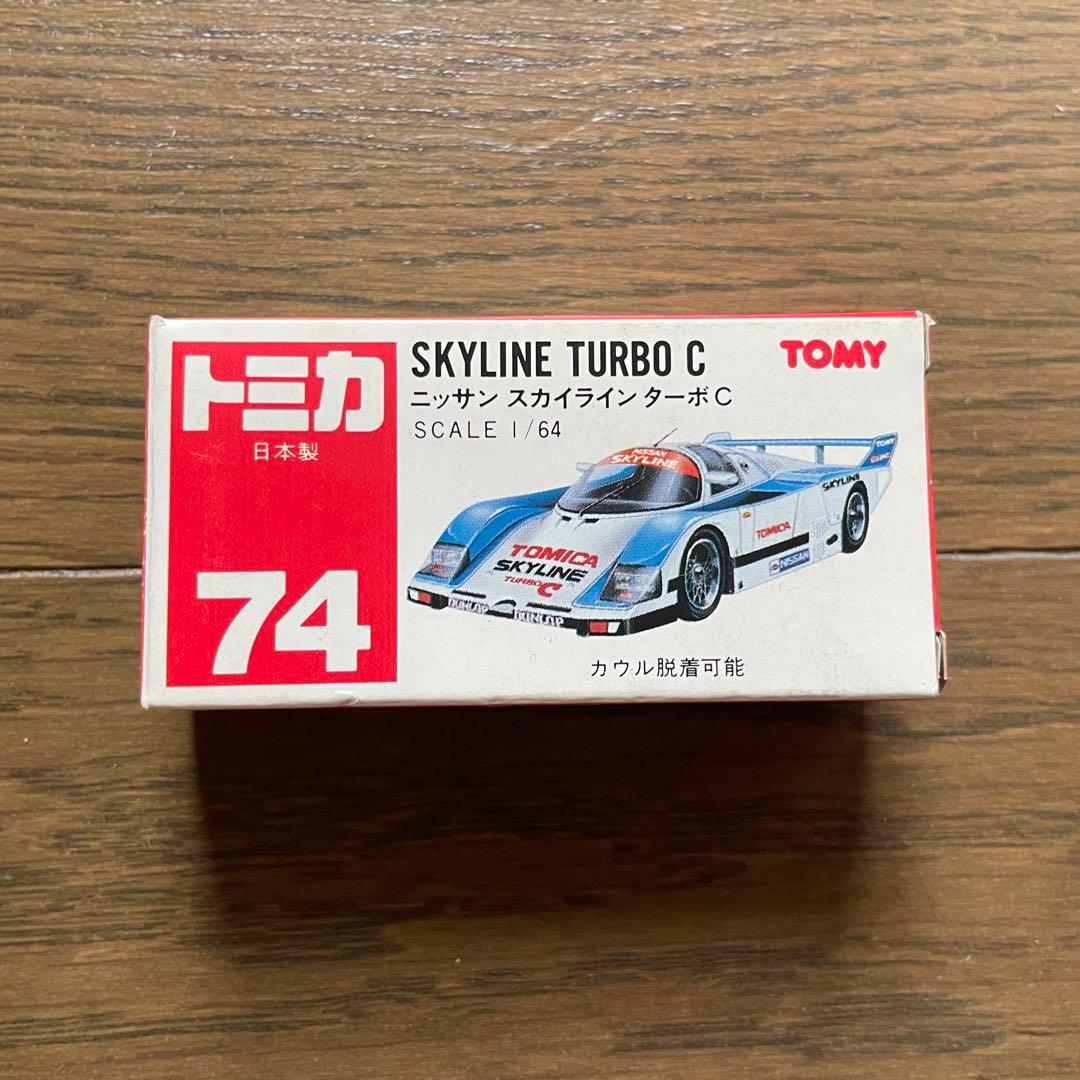 トミカ
日本製
74
SKYLINE TURBO C
ニッサン スカイライン ターボ C
SCALE 1/64
TOMY
NISSAN
SKYLINE
TOMICA
SKYLINE
TURBO C
DUNLOP
DUNLOP
TOMICA
NISSAN
SKYLINE
TOMY
カウル脱着可能